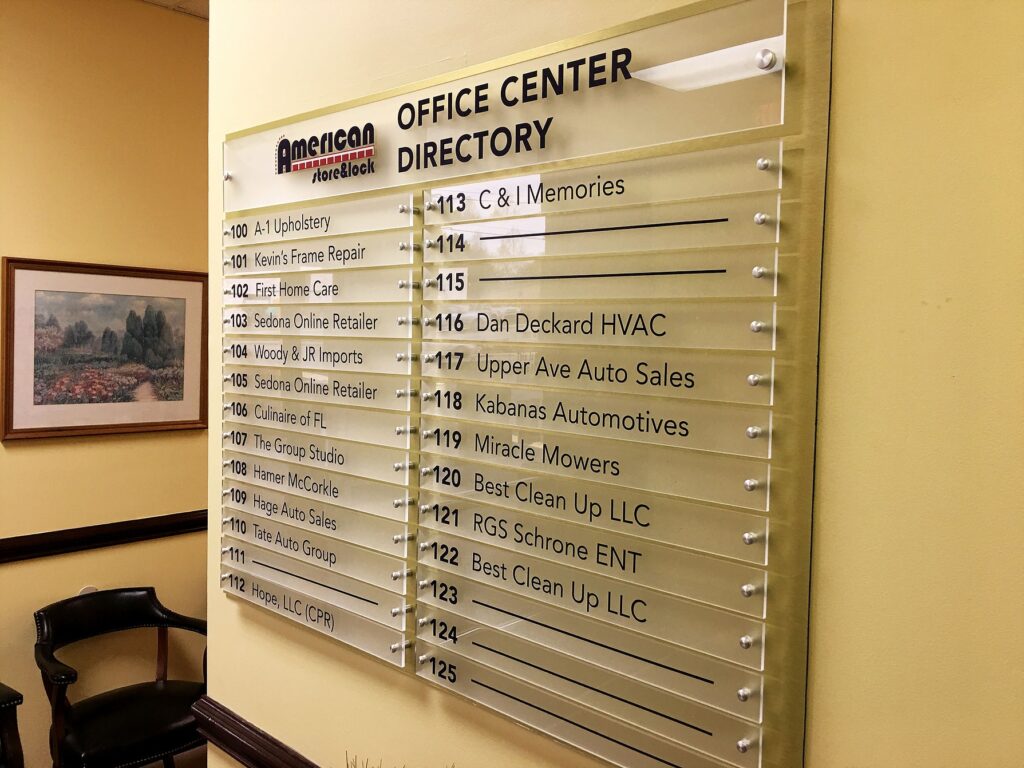 American
store&lock
OFFICE CENTER
DIRECTORY
100 A-1 Upholstery
101 Kevin's Frame Repair
102 First Home Care
103 Sedona Online Retailer
104 Woody & JR Imports
105 Sedona Online Retailer
106 Culinaire of FL
107 The Group Studio
108 Hamer McCorkle
109 Hage Auto Sales
110 Tate Auto Group
111
112 Hope, LLC (CPR)
113 C & I Memories
114
115
116 Dan Deckard HVAC
117 Upper Ave Auto Sales
118 Kabanas Automotives
119 Miracle Mowers
120 Best Clean Up LLC
121 RGS Schrone ENT
122 Best Clean Up LLC
123
124
125